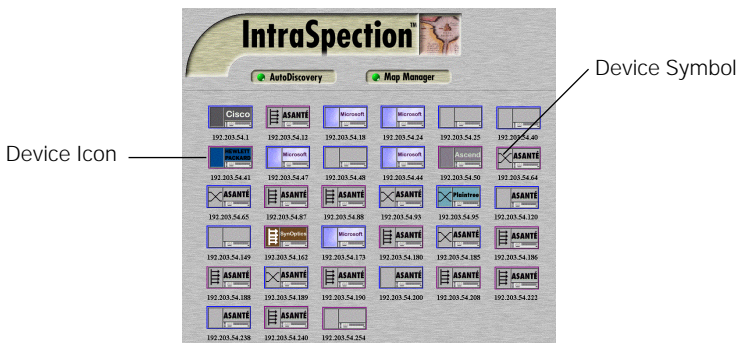 IntraSpection™
AutoDiscovery Map Manager
Device Symbol
Cisco ASANTÉ Microsoft Microsoft
192.203.54.1 192.203.54.12 192.203.54.18 192.203.54.24 192.203.54.25 192.203.54.40
Device Icon
HEWLETT PACKARD Microsoft Microsoft Ascend ASANTÉ
192.203.54.41 192.203.54.47 192.203.54.48 192.203.54.44 192.203.54.50 192.203.54.64
ASANTÉ ASANTÉ ASANTÉ ASANTÉ Plaintree ASANTÉ
192.203.54.65 192.203.54.87 192.203.54.88 192.203.54.93 192.203.54.95 192.203.54.120
SynOptics Microsoft ASANTÉ ASANTÉ ASANTÉ
192.203.54.149 192.203.54.162 192.203.54.173 192.203.54.180 192.203.54.185 192.203.54.186
ASANTÉ ASANTÉ ASANTÉ ASANTÉ ASANTÉ ASANTÉ
192.203.54.188 192.203.54.189 192.203.54.190 192.203.54.200 192.203.54.208 192.203.54.222
ASANTÉ ASANTÉ
192.203.54.238 192.203.54.240 192.203.54.254